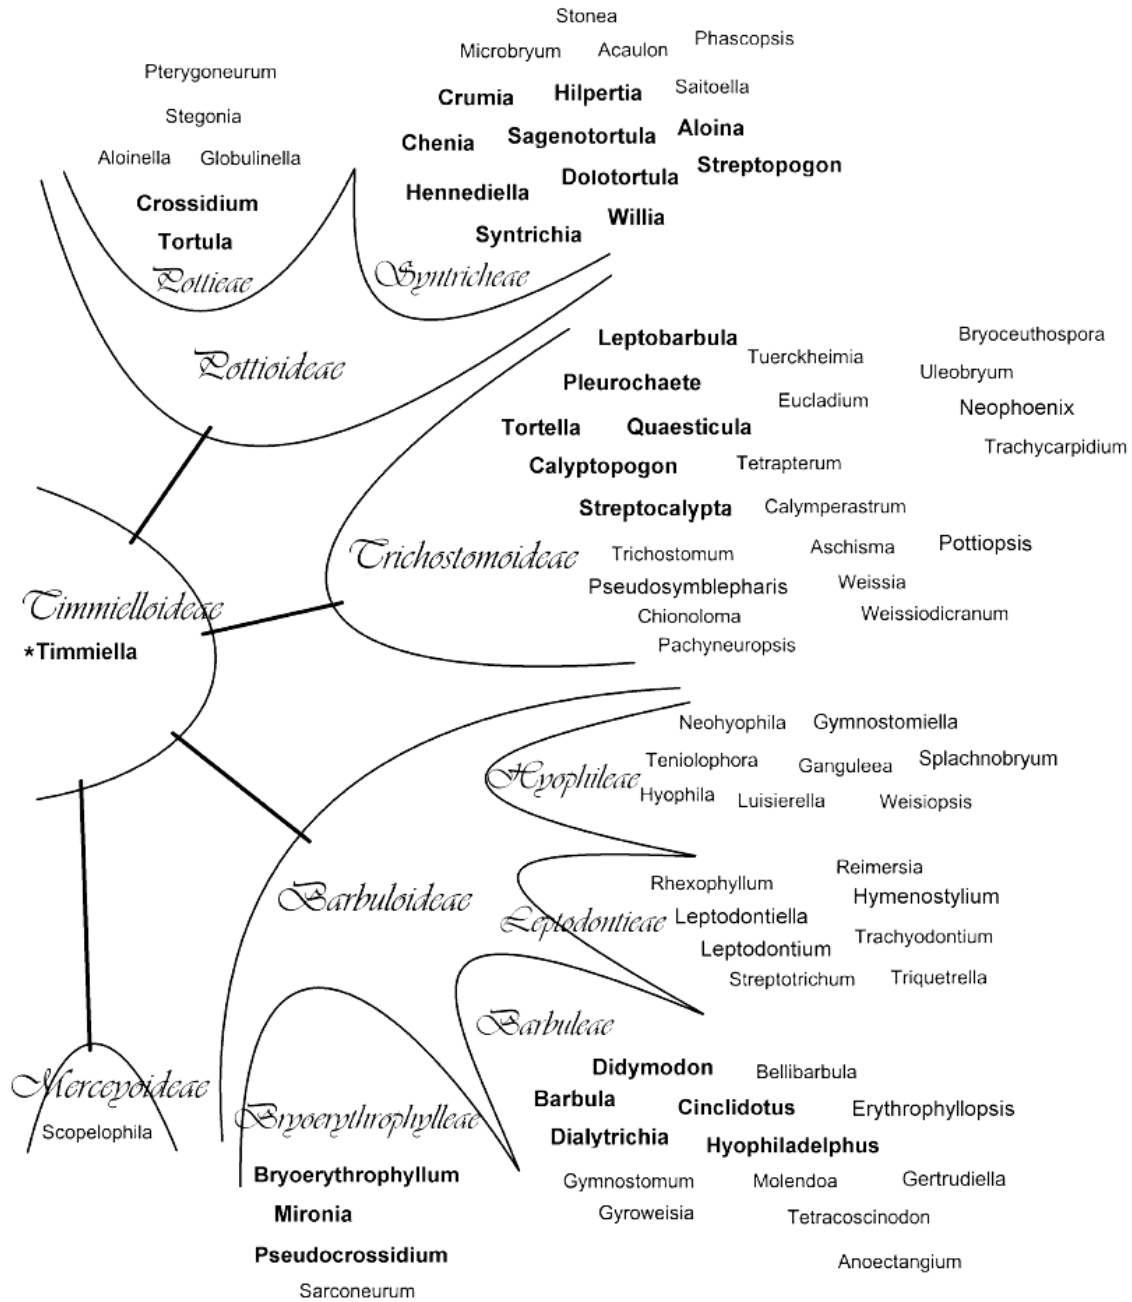 Stonea
Microbryum Acaulon Phascopsis
Pterygoneurum
Crumia Hilpertia Saitoella
Stegonia
Chenia Sagenotortula Aloina
Aloinella Globulinella
Streptopogon
Hennediella Dolotortula
Crossidium
Willia
Tortula
Syntrichia
Pottieae
Syntricheae
Pottioideae
Leptobarbula Bryoceuthospora
Tuerckheimia
Pleurochaete Uleobryum
Eucladium Neophoenix
Tortella Quaesticula
Trachycarpidium
Calyptopogon Tetrapterum
Streptocalypta Calymperastrum
Trichostomoideae
Trichostomum Aschisma Pottiopsis
Pseudosymblepharis Weissia
Chionoloma Weissiodicranum
Pachyneuropsis
Timmielloideae
*Timmiella
Neohyophila Gymnostomiella
Hyophileae
Teniolophora Ganguleea Splachnobryum
Hyophila Luisierella Weisiopsis
Barbuloideae
Reimersia
Rhexophyllum Hymenostylium
Leptodontieae
Leptodontiella
Leptodontium Trachyodontium
Streptotrichum Triquetrella
Barbuleae
Didymodon Bellibarbula
Barbula Cinclidotus Erythrophyllopsis
Dialytrichia Hyophiladelphus
Gymnostomum Molendoa Gertrudiella
Gyroweisia Tetracoscinodon
Anoectangium
Merceyoideae
Scopelophila
Bryoerythrophylleae
Bryoerythrophyllum
Mironia
Pseudocrossidium
Sarconeurum